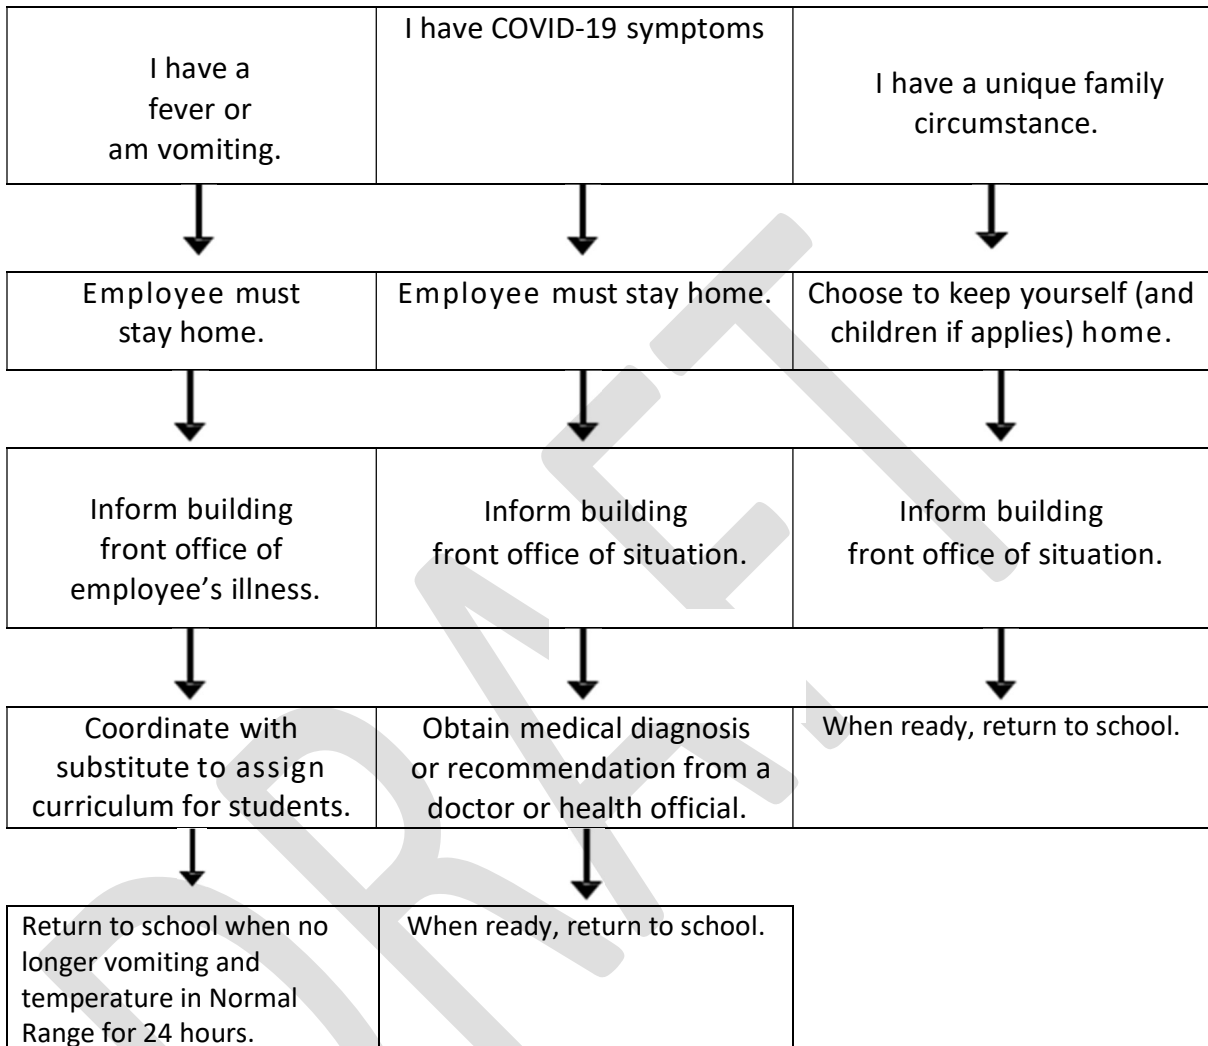 I have a
fever or
am vomiting.
I have COVID-19 symptoms
I have a unique family
circumstance.
Employee must
stay home.
Employee must stay home.
Choose to keep yourself (and
children if applies) home.
Inform building
front office of
employee’s illness.
Inform building
front office of situation.
Inform building
front office of situation.
Coordinate with
substitute to assign
curriculum for students.
Obtain medical diagnosis
or recommendation from a
doctor or health official.
When ready, return to school.
Return to school when no
longer vomiting and
temperature in Normal
Range for 24 hours.
When ready, return to school.
DRAFT